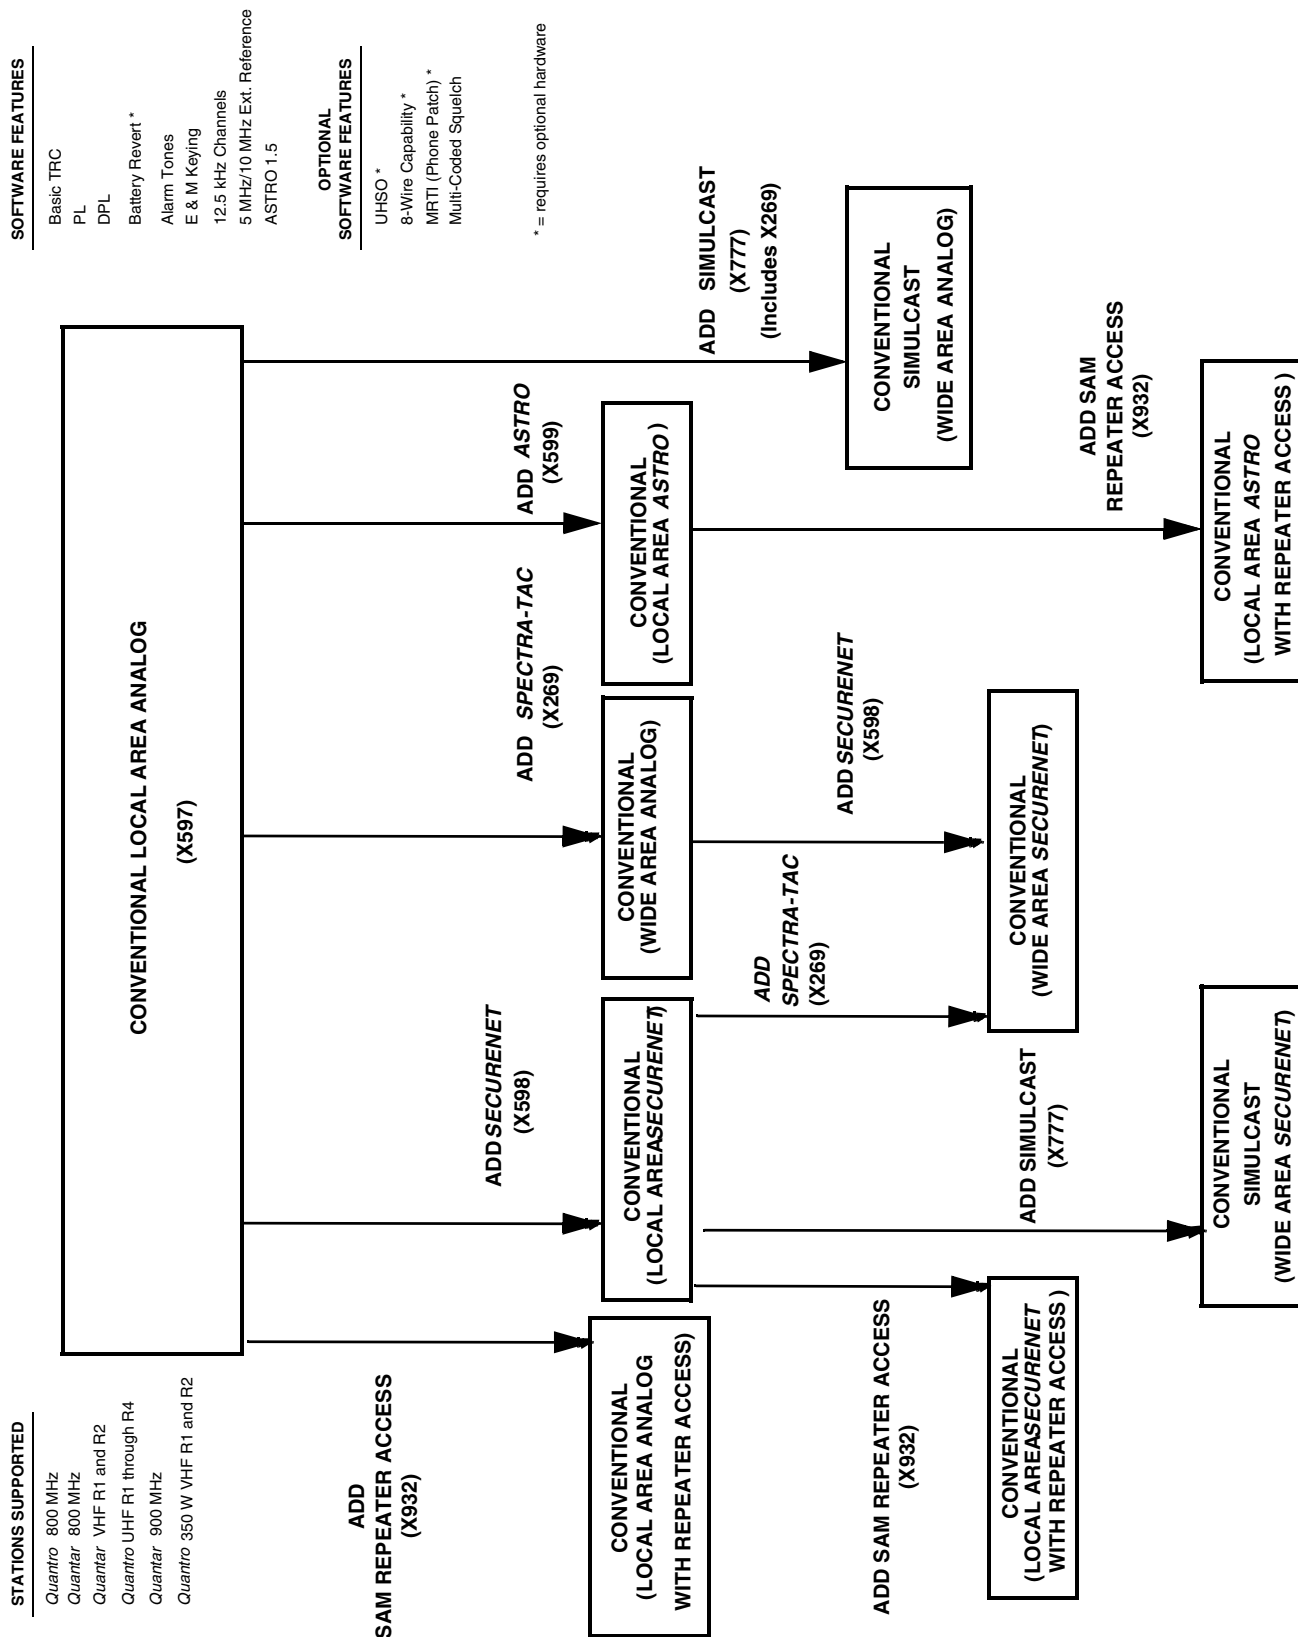 STATIONS SUPPORTED
Quantro 800 MHz
Quantar 800 MHz
Quantar VHF R1 and R2
Quantro UHF R1 through R4
Quantar 900 MHz
Quantro 350 W VHF R1 and R2
SOFTWARE FEATURES
Basic TRC
PL
DPL
Battery Revert *
Alarm Tones
E & M Keying
12.5 kHz Channels
5 MHz/10 MHz Ext. Reference
ASTRO 1.5
OPTIONAL
SOFTWARE FEATURES
UHSO *
8-Wire Capability *
MRTI (Phone Patch) *
Multi-Coded Squelch
* = requires optional hardware
CONVENTIONAL LOCAL AREA ANALOG
(X597)
ADD
SAM REPEATER ACCESS
(X932)
ADD SECURENET
(X598)
ADD SPECTRA-TAC
(X269)
ADD ASTRO
(X599)
ADD SIMULCAST
(X777)
(Includes X269)
CONVENTIONAL
(LOCAL AREA ANALOG
WITH REPEATER ACCESS)
CONVENTIONAL
(LOCAL AREA SECURENET)
CONVENTIONAL
(WIDE AREA ANALOG)
CONVENTIONAL
(LOCAL AREA ASTRO )
CONVENTIONAL
SIMULCAST
(WIDE AREA ANALOG)
ADD SAM REPEATER ACCESS
(X932)
ADD SIMULCAST
(X777)
ADD
SPECTRA-TAC
(X269)
ADD SECURENET
(X598)
ADD SAM
REPEATER ACCESS
(X932)
CONVENTIONAL
(LOCAL AREA SECURENET
WITH REPEATER ACCESS )
CONVENTIONAL
(WIDE AREA SECURENET)
CONVENTIONAL
SIMULCAST
(WIDE AREA SECURENET)
CONVENTIONAL
(LOCAL AREA ASTRO
WITH REPEATER ACCESS )